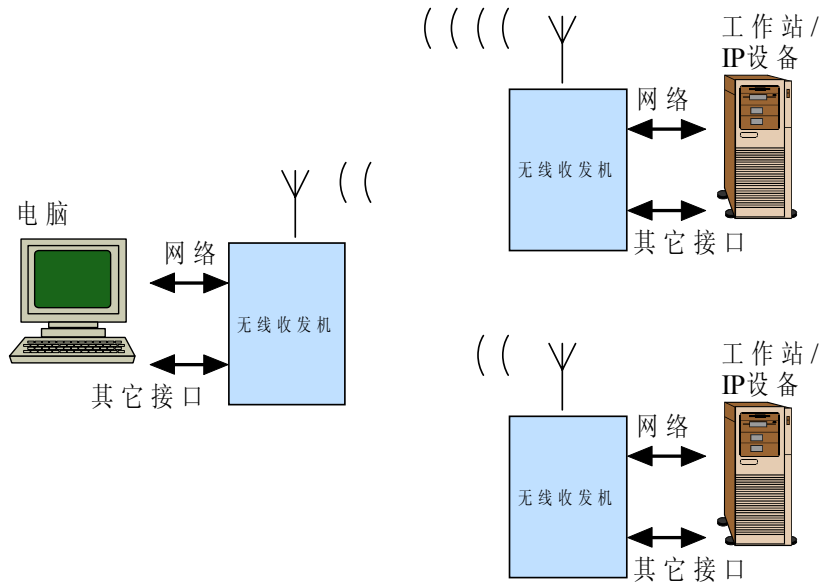 电脑
网络
无线收发机
其它接口
工作站/
IP设备
网络
无线收发机
其它接口
工作站/
IP设备
网络
无线收发机
其它接口